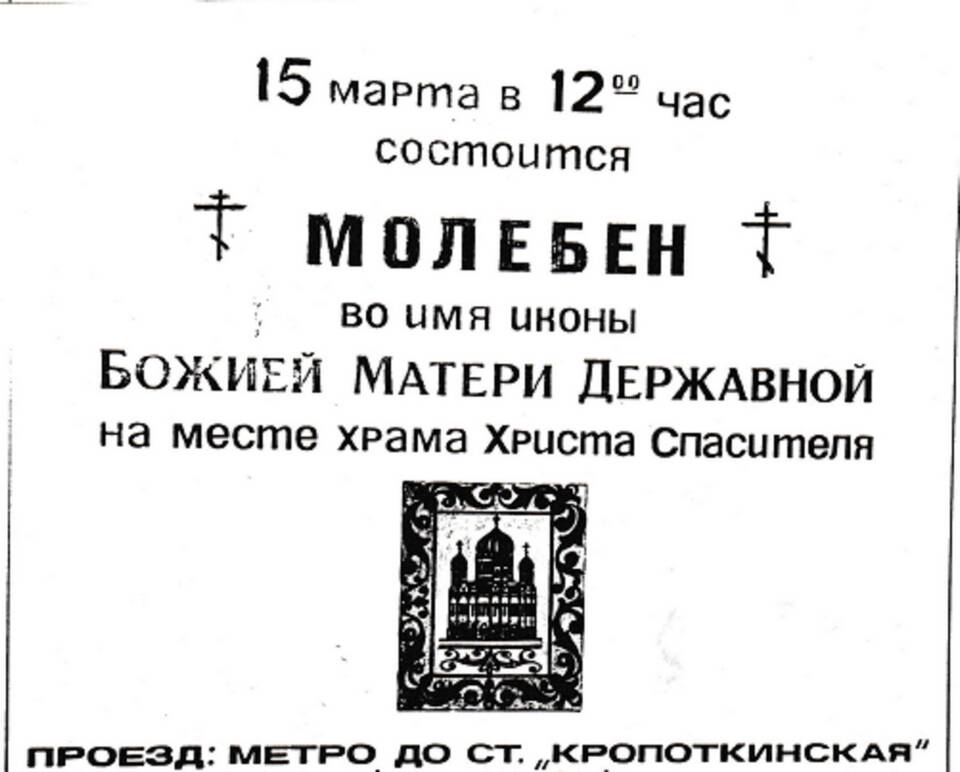 15 марта в 12⁰⁰ час
состоится
МОЛЕБЕН
во имя иконы
БОЖИЕЙ МАТЕРИ ДЕРЖАВНОЙ
на месте храма Христа Спасителя
ПРОЕЗД: МЕТРО ДО СТ. „КРОПОТКИНСКАЯ"